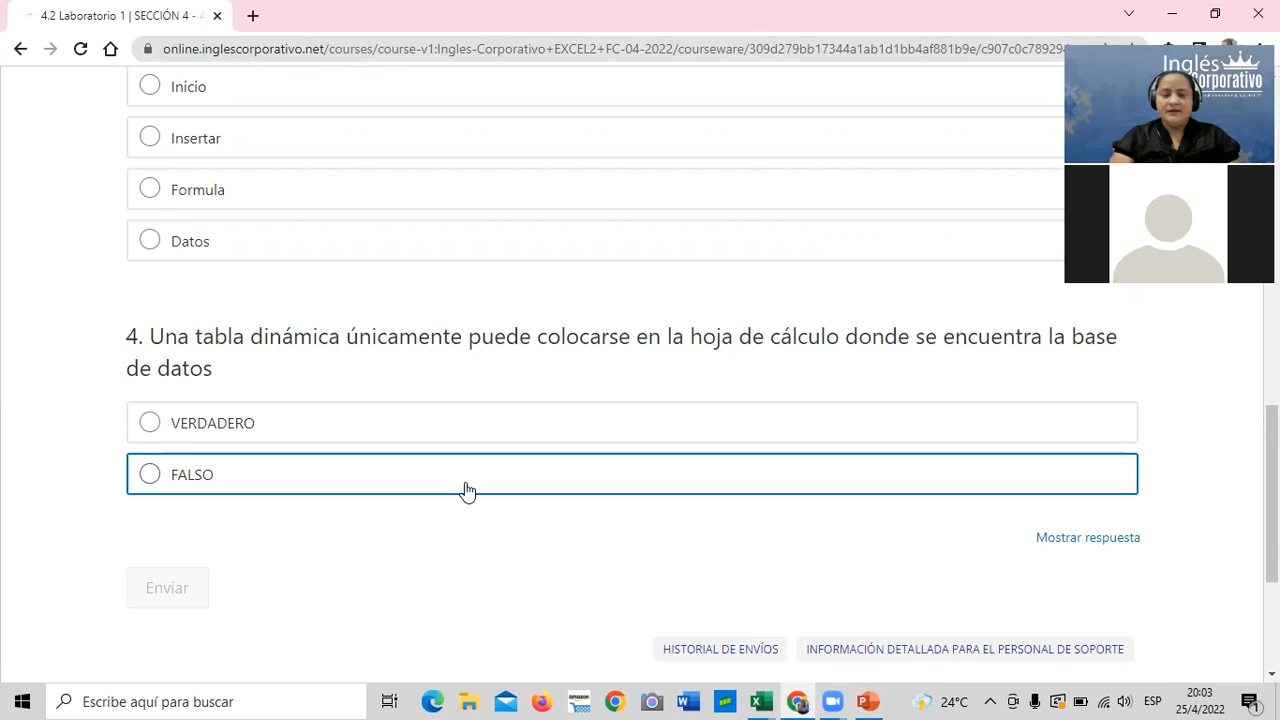 4.2 Laboratorio 1 | SECCIÓN 4 -
online.inglescorporativo.net/courses/course-v1:Ingles-Corporativo+EXCEL2+FC-04-2022/courseware/309d279bb17344a1ab1d1bb4af881b9e/c907c0c78929
Inglés
Corporativo
Inicio
Insertar
Formula
Datos
4. Una tabla dinámica únicamente puede colocarse en la hoja de cálculo donde se encuentra la base
de datos
VERDADERO
FALSO
Mostrar respuesta
Enviar
HISTORIAL DE ENVÍOS
INFORMACIÓN DETALLADA PARA EL PERSONAL DE SOPORTE
Escribe aquí para buscar
24°C
ESP
20:03
25/4/2022